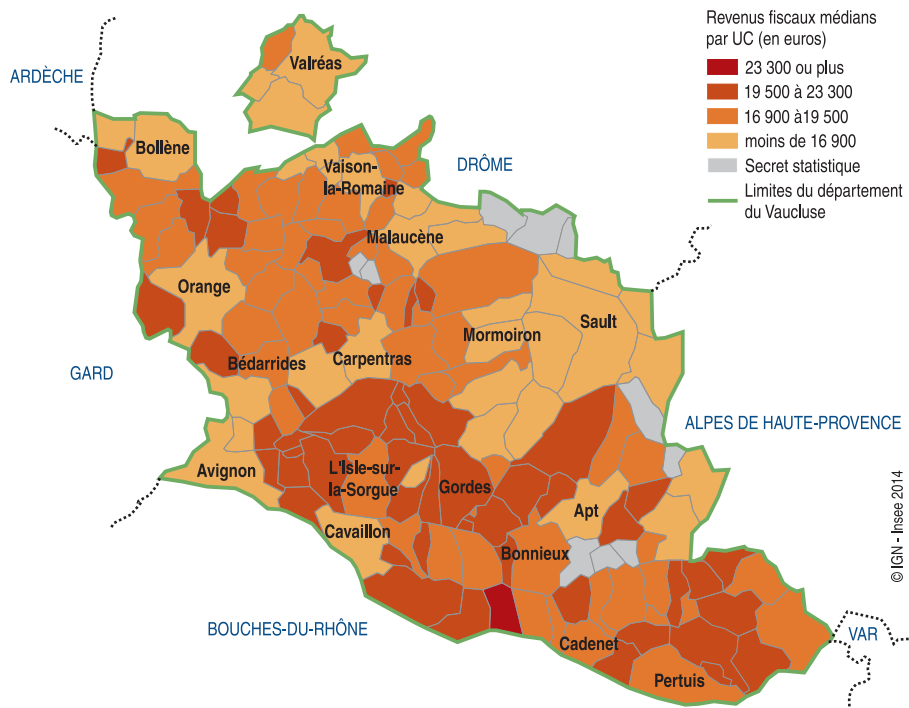 Revenus fiscaux médians
par UC (en euros)
23 300 ou plus
19 500 à 23 300
16 900 à19 500
moins de 16 900
Secret statistique
Limites du département
du Vaucluse
ARDÈCHE
Valréas
Bollène
DRÔME
Vaison-
la-Romaine
Malaucène
Orange
Sault
Mormoiron
Bédarrides
Carpentras
GARD
ALPES DE HAUTE-PROVENCE
Avignon
L'Isle-sur-
la-Sorgue
Gordes
Apt
Cavaillon
Bonnieux
BOUCHES-DU-RHÔNE
Cadenet
VAR
Pertuis
© IGN - Insee 2014